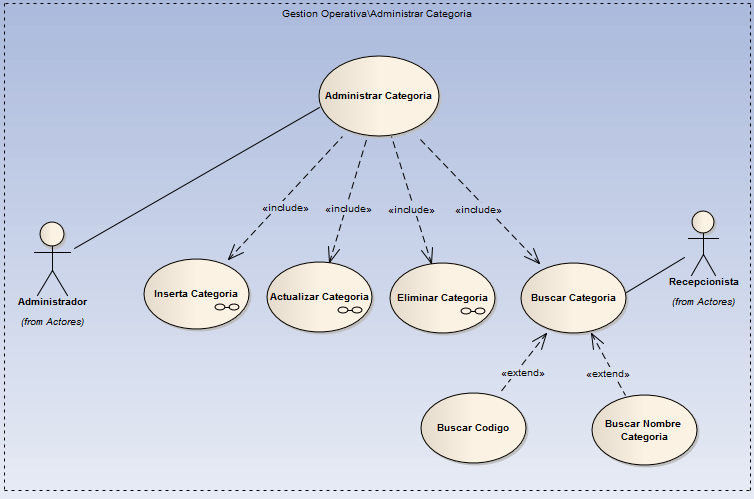 Gestion Operativa\Administrar Categoria
Administrar Categoria
«include»
«include»
«include»
«include»
Administrador
(from Actores)
Inserta Categoria
Actualizar Categoria
Eliminar Categoria
Buscar Categoria
Recepcionista
(from Actores)
«extend»
«extend»
Buscar Codigo
Buscar Nombre
Categoria